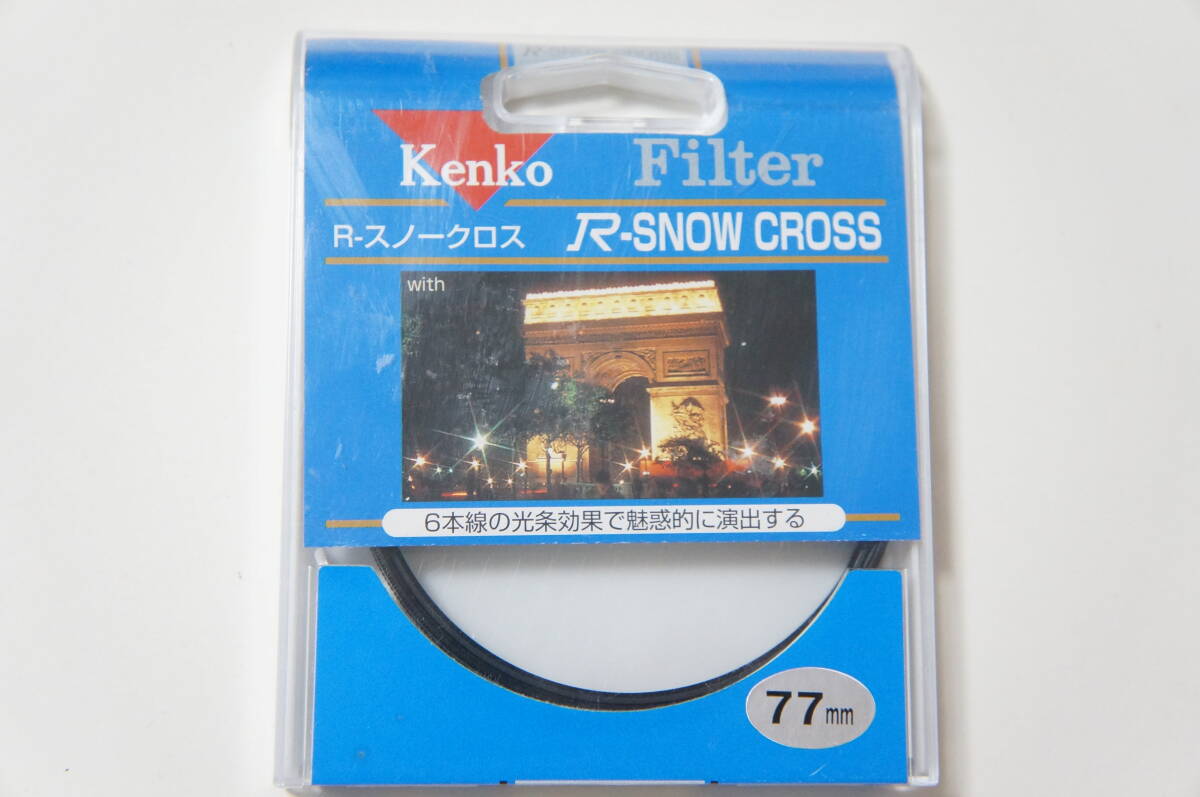 Kenko
Filter
R-スノークロス
R-SNOW CROSS
with
6本線の光条効果で魅惑的に演出する
77mm